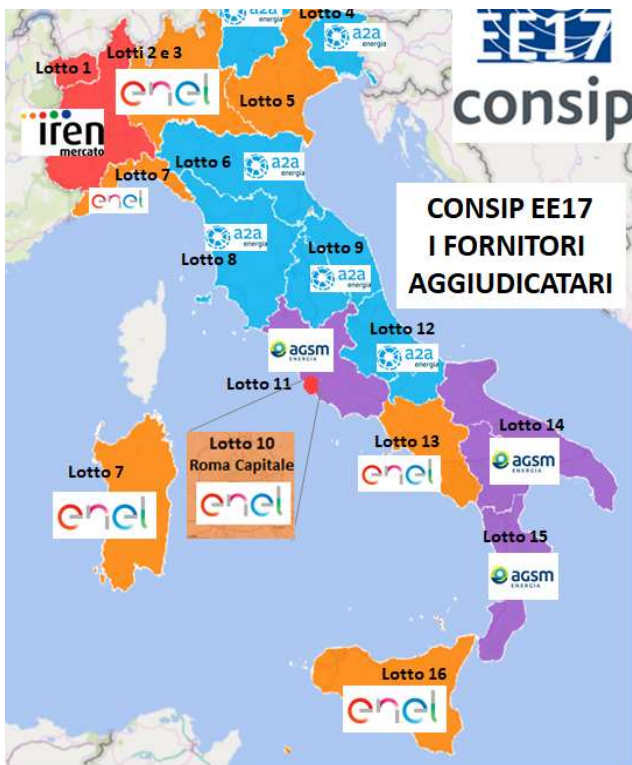 Lotto 4
a2a
energia
a2a
energia
EE17
consip
Lotto 1
Lotti 2 e 3
enel
Lotto 5
iren
mercato
Lotto 6
a2a
energia
Lotto 7
enel
CONSIP EE17
I FORNITORI
AGGIUDICATARI
a2a
energia
Lotto 8
Lotto 9
a2a
energia
Lotto 12
a2a
energia
agsm
ENERGIA
Lotto 11
Lotto 10
Roma Capitale
enel
Lotto 13
enel
Lotto 14
agsm
ENERGIA
Lotto 7
enel
Lotto 15
agsm
ENERGIA
Lotto 16
enel